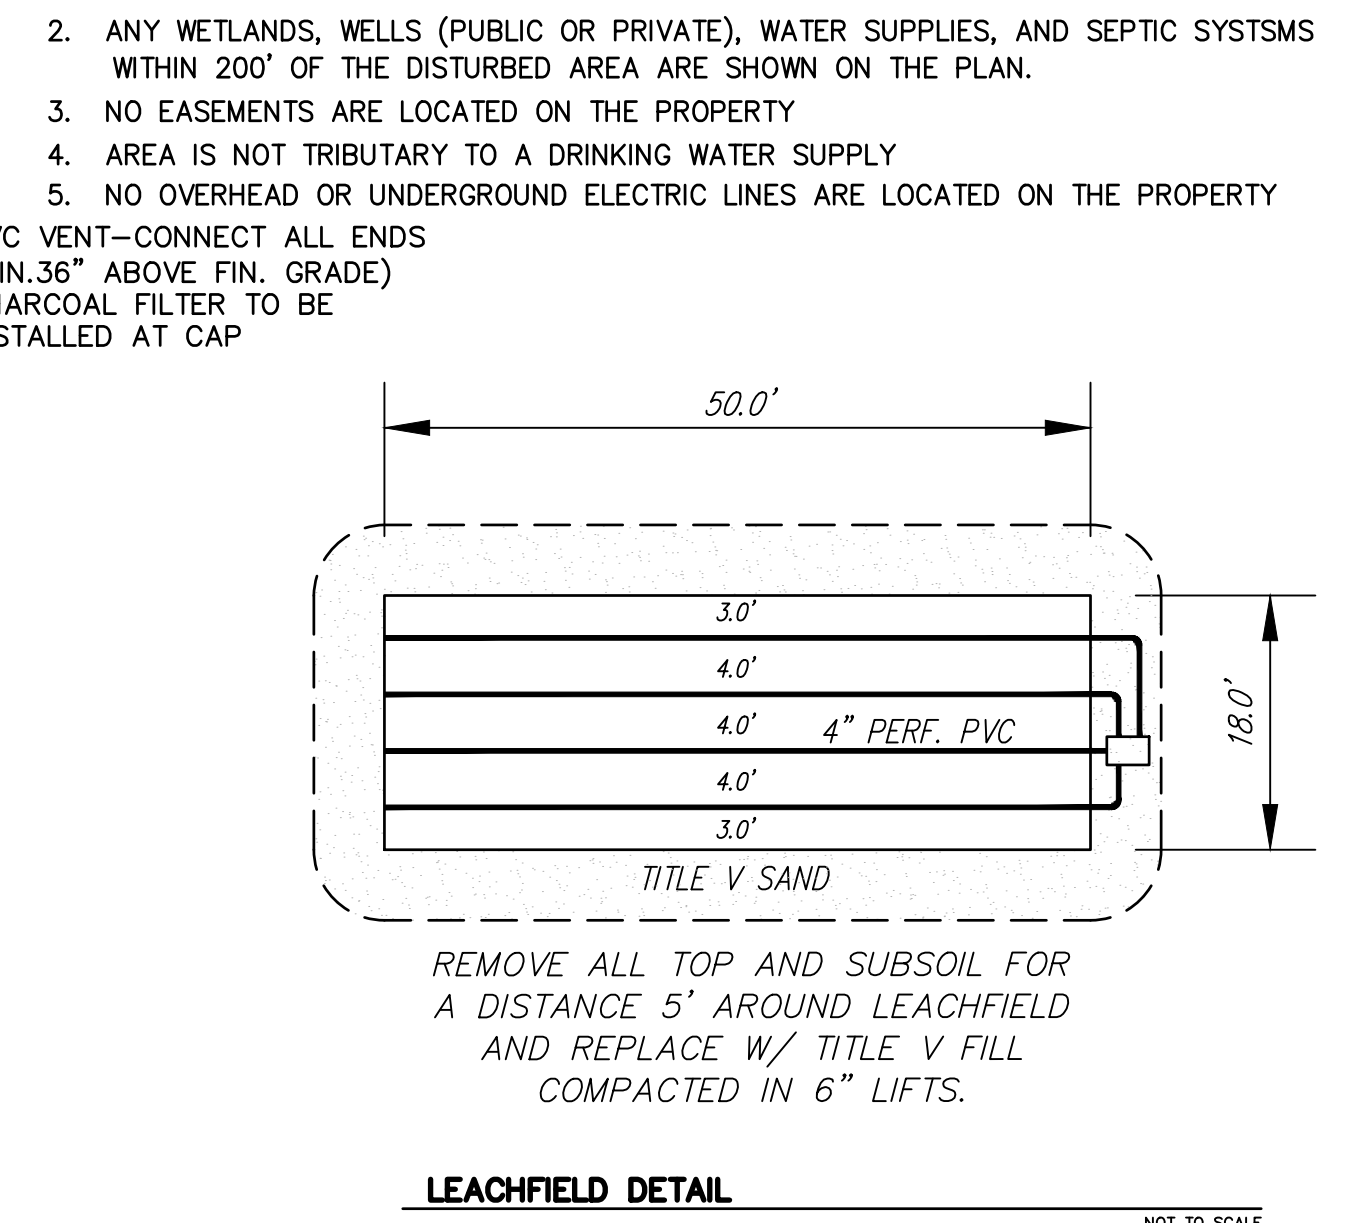 2. ANY WETLANDS, WELLS (PUBLIC OR PRIVATE), WATER SUPPLIES, AND SEPTIC SYSTSMS
WITHIN 200' OF THE DISTURBED AREA ARE SHOWN ON THE PLAN.
3. NO EASEMENTS ARE LOCATED ON THE PROPERTY
4. AREA IS NOT TRIBUTARY TO A DRINKING WATER SUPPLY
5. NO OVERHEAD OR UNDERGROUND ELECTRIC LINES ARE LOCATED ON THE PROPERTY
VENT-CONNECT ALL ENDS
36" ABOVE FIN. GRADE)
FILTER TO BE
AT CAP
50.0'
3.0'
4.0'
4.0' 4" PERF. PVC
4.0'
3.0'
18.0'
TITLE V SAND
REMOVE ALL TOP AND SUBSOIL FOR
A DISTANCE 5' AROUND LEACHFIELD
AND REPLACE W/ TITLE V FILL
COMPACTED IN 6" LIFTS.
LEACHFIELD DETAIL
NOT TO SCALE